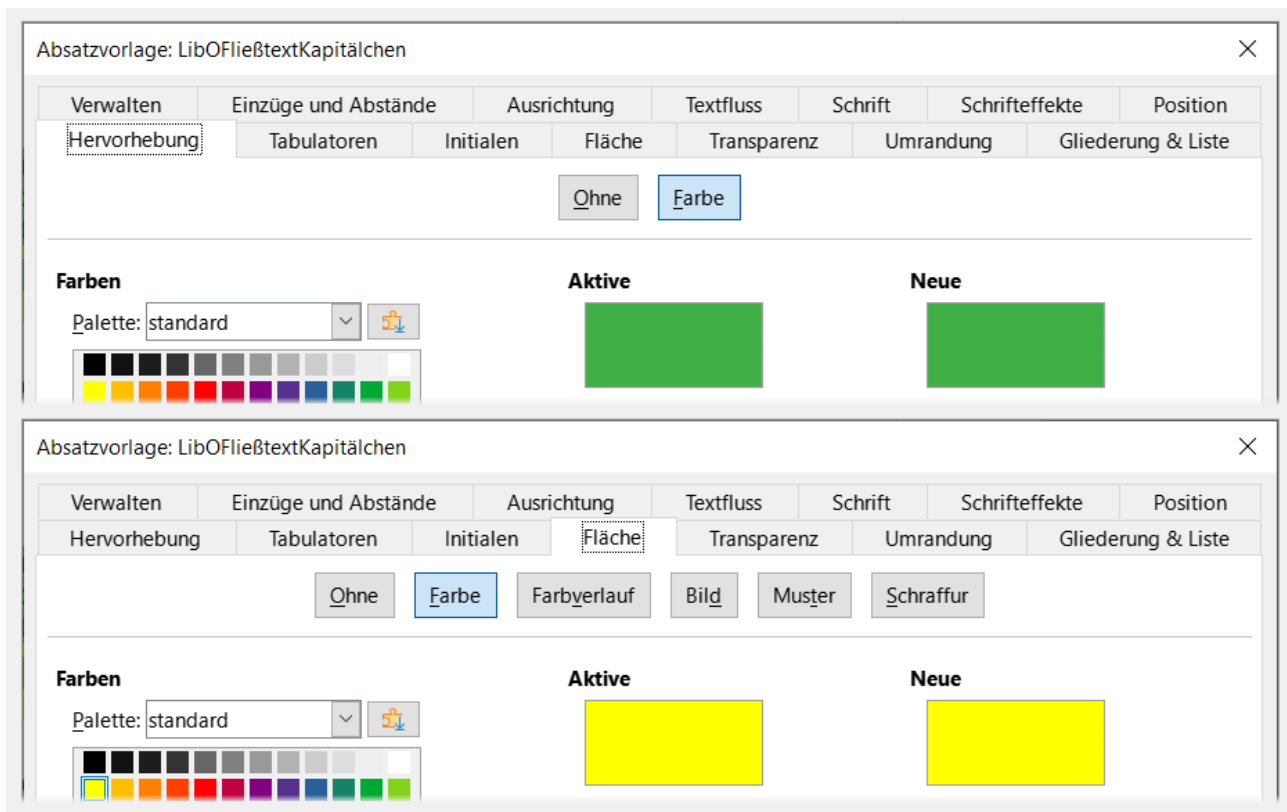 Absatzvorlage: LibOFließtextKapitälchen
Verwalten Einzüge und Abstände Ausrichtung Textfluss Schrift Schrifteffekte Position
Hervorhebung Tabulatoren Initialen Fläche Transparenz Umrandung Gliederung & Liste
Ohne Farbe
Farben Aktive Neue
Palette: standard
Absatzvorlage: LibOFließtextKapitälchen
Verwalten Einzüge und Abstände Ausrichtung Textfluss Schrift Schrifteffekte Position
Hervorhebung Tabulatoren Initialen Fläche Transparenz Umrandung Gliederung & Liste
Ohne Farbe Farbverlauf Bild Muster Schraffur
Farben Aktive Neue
Palette: standard